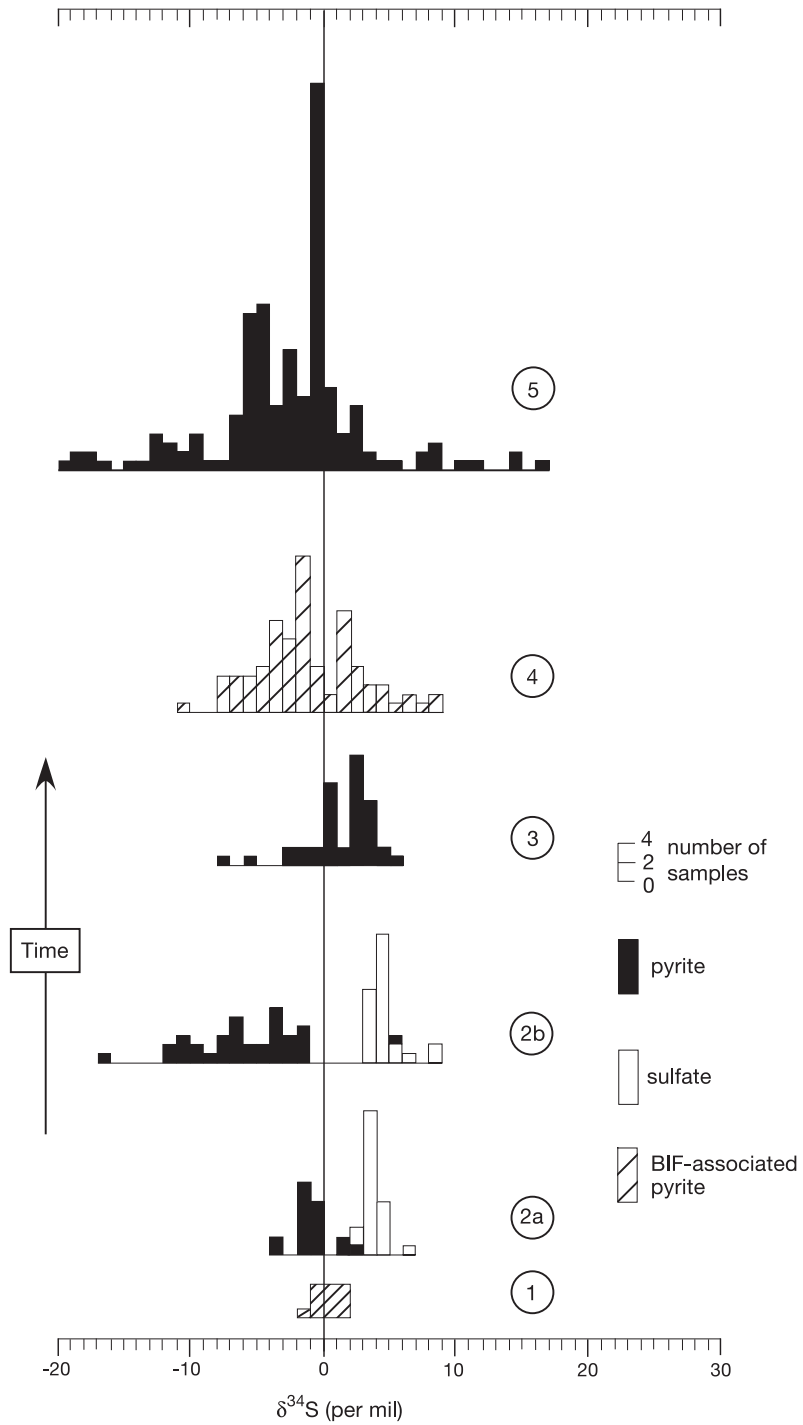 5
4
3
4
2
0
number of
samples
Time
pyrite
2b
sulfate
BIF-associated
pyrite
2a
1
-20 -10 0 10 20 30
δ³⁴S (per mil)